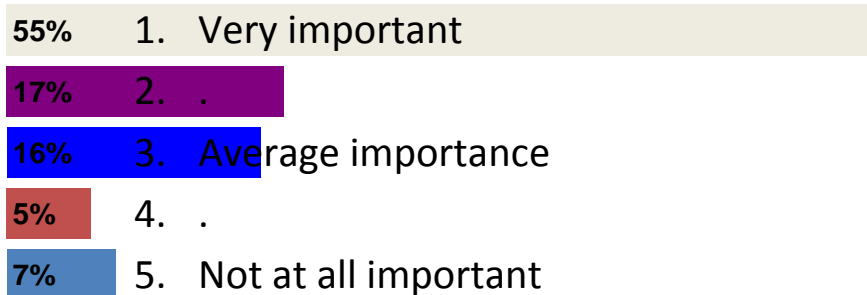 55% 1. Very important
17% 2. .
16% 3. Average importance
5% 4. .
7% 5. Not at all important